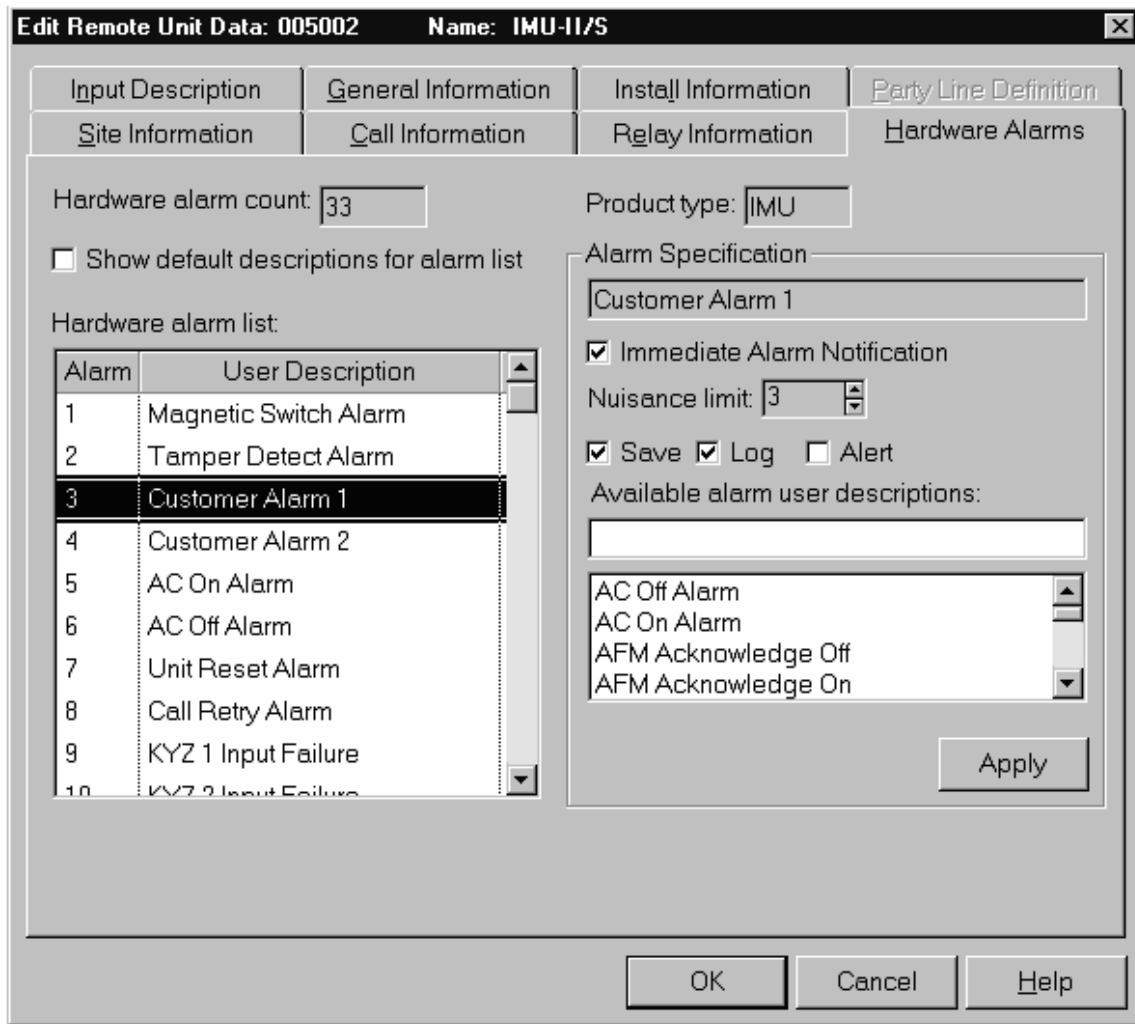 Edit Remote Unit Data: 005002 Name: IMU-II/S
Input Description General Information Install Information Party Line Definition
Site Information Call Information Relay Information Hardware Alarms
Hardware alarm count: 33
Product type: IMU
Show default descriptions for alarm list
Hardware alarm list:
Alarm User Description
1 Magnetic Switch Alarm
2 Tamper Detect Alarm
3 Customer Alarm 1
4 Customer Alarm 2
5 AC On Alarm
6 AC Off Alarm
7 Unit Reset Alarm
8 Call Retry Alarm
9 KYZ 1 Input Failure
10 KYZ 2 Input Failure
Alarm Specification
Customer Alarm 1
Immediate Alarm Notification
Nuisance limit: 3
Save Log Alert
Available alarm user descriptions:
AC Off Alarm
AC On Alarm
AFM Acknowledge Off
AFM Acknowledge On
Apply
OK Cancel Help